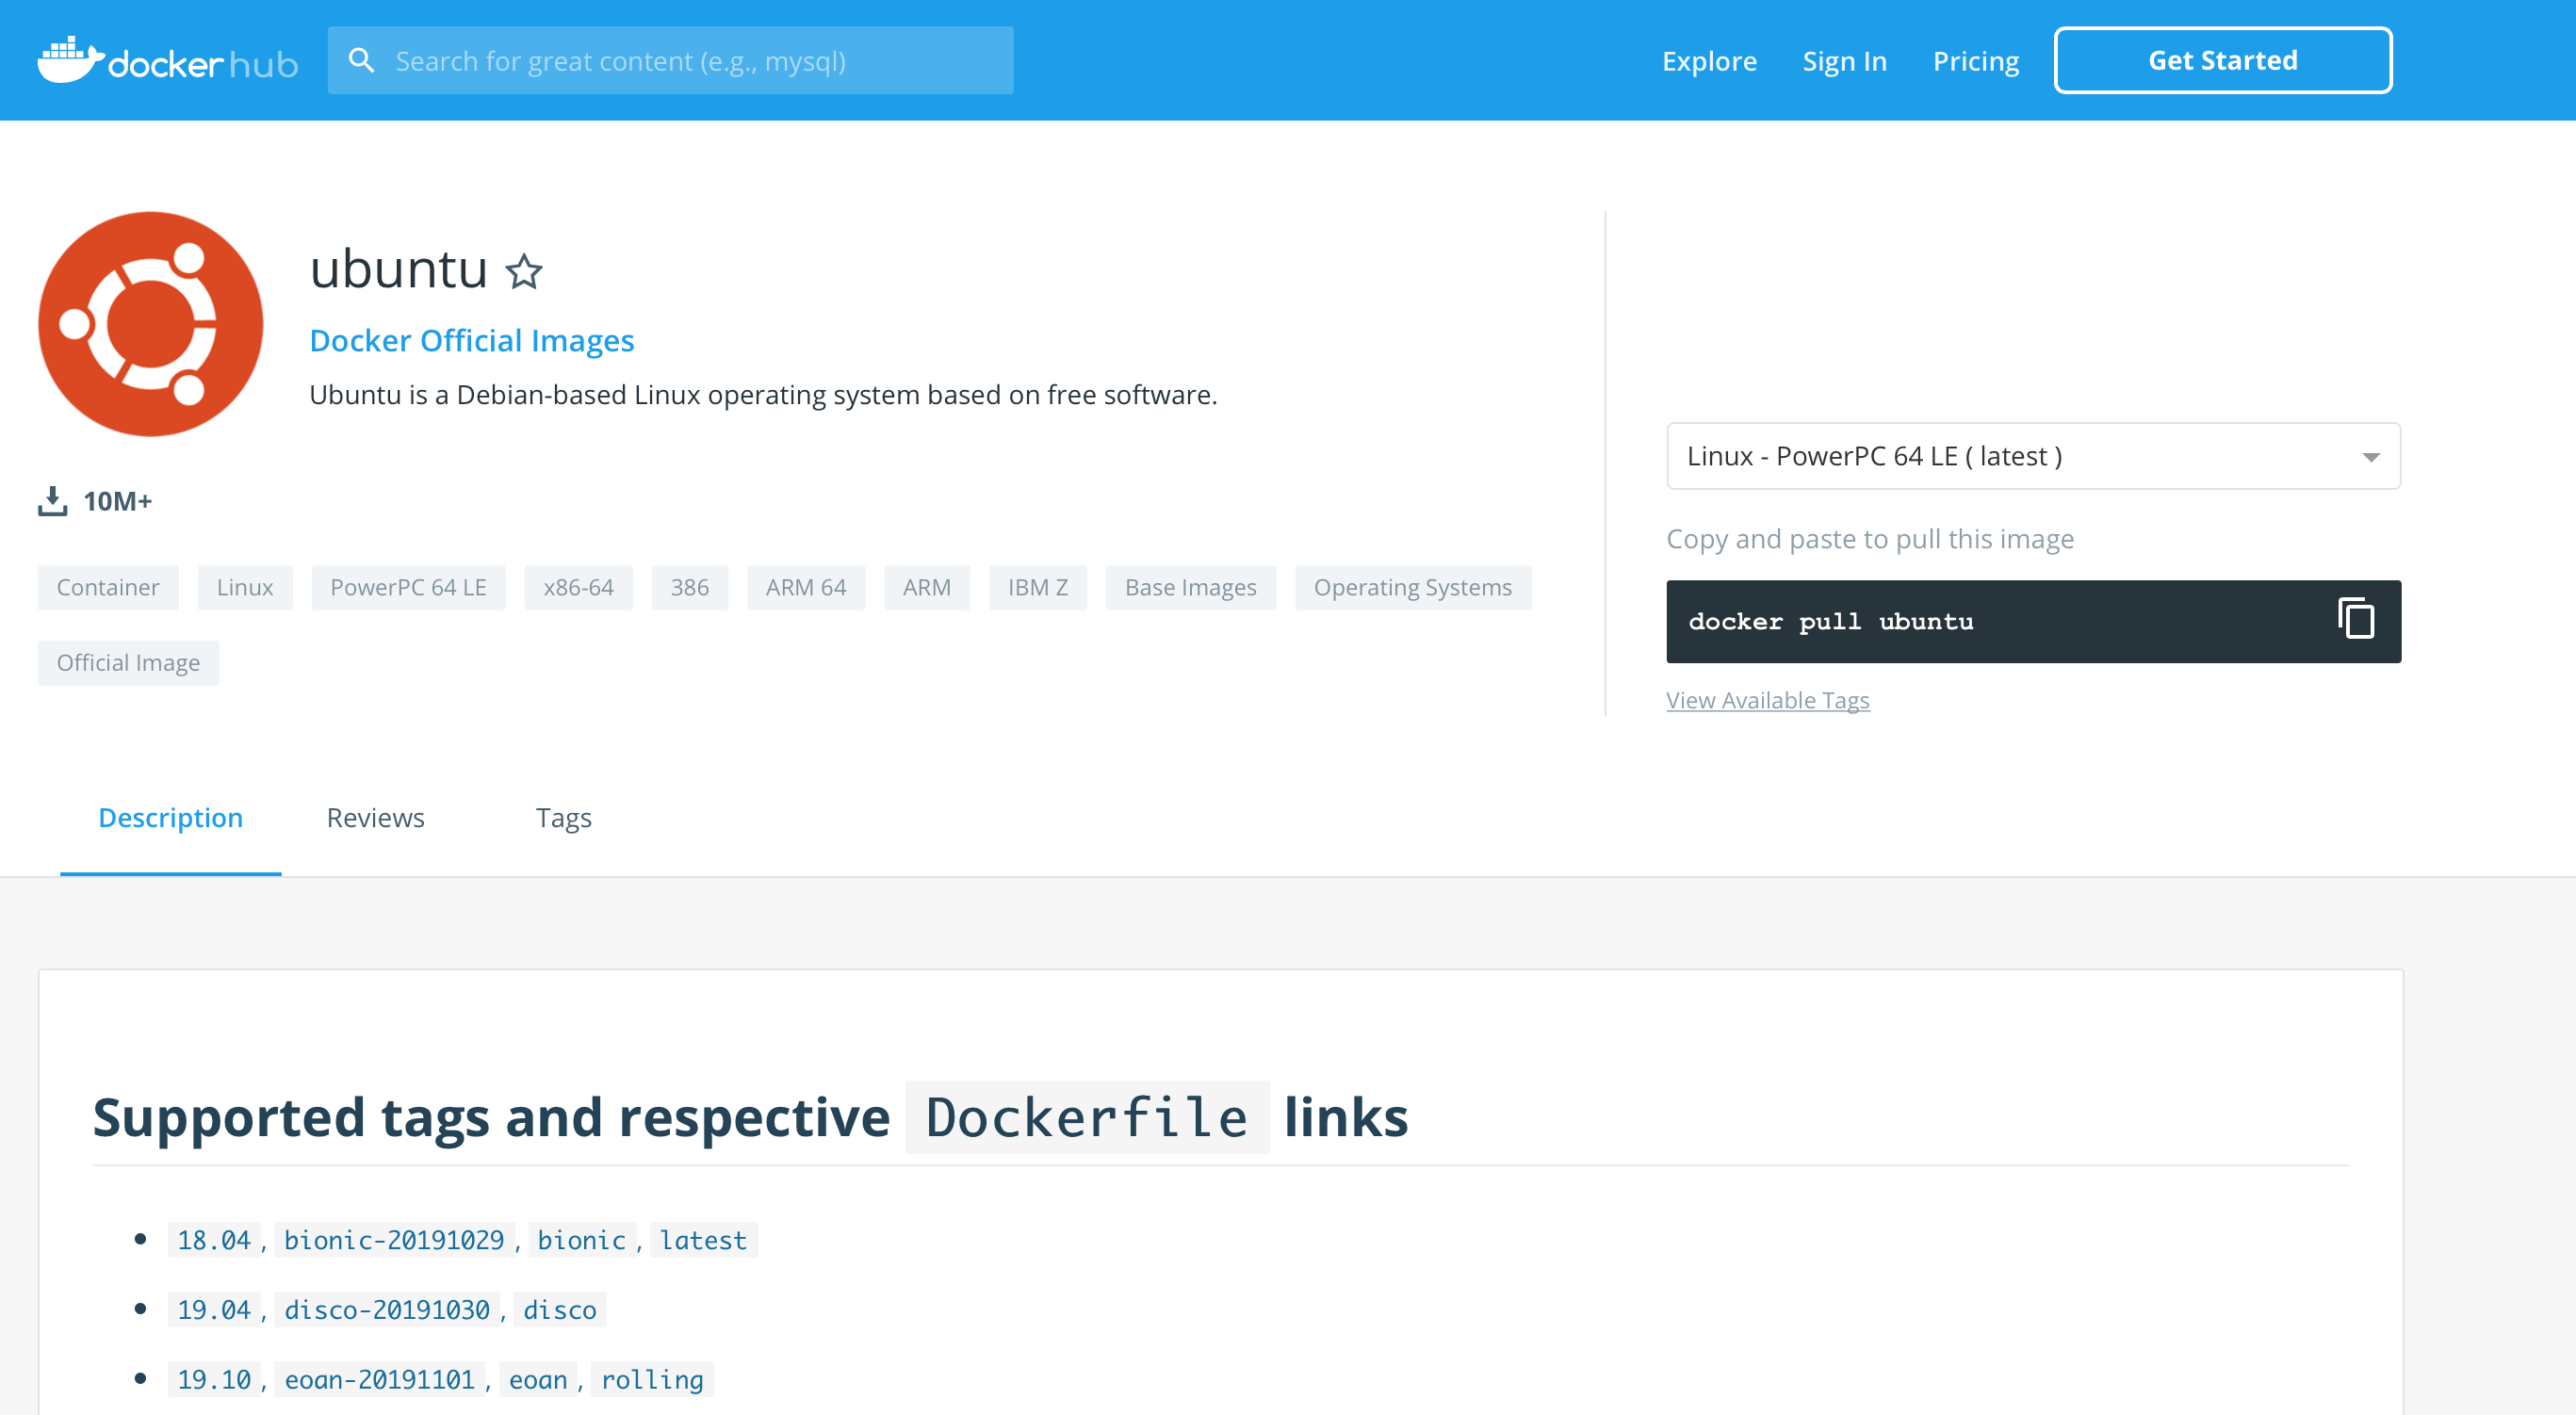 docker hub
Search for great content (e.g., mysql)
Explore Sign In Pricing Get Started
ubuntu
Docker Official Images
Ubuntu is a Debian-based Linux operating system based on free software.
10M+
Container Linux PowerPC 64 LE x86-64 386 ARM 64 ARM IBM Z Base Images Operating Systems
Official Image
Linux - PowerPC 64 LE ( latest )
Copy and paste to pull this image
docker pull ubuntu
View Available Tags
Description Reviews Tags
Supported tags and respective Dockerfile links
18.04, bionic-20191029, bionic, latest
19.04, disco-20191030, disco
19.10, eoan-20191101, eoan, rolling